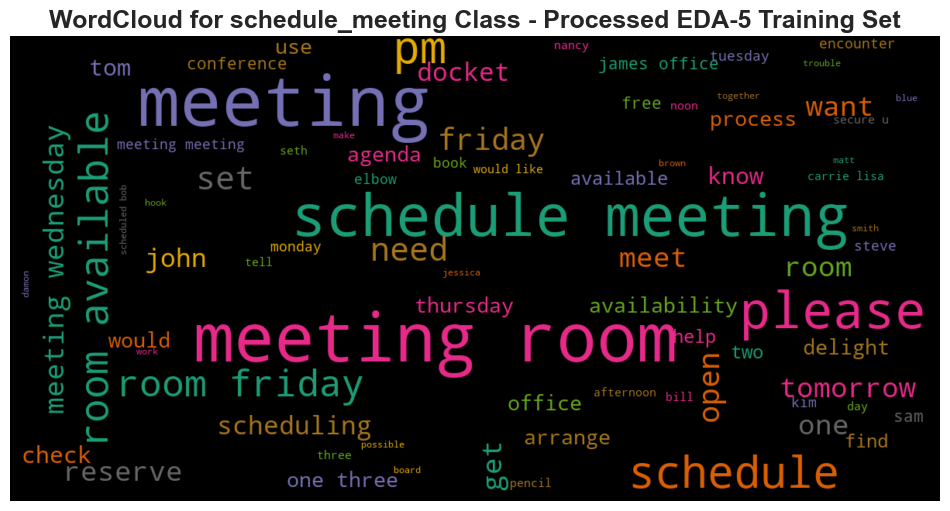 WordCloud for schedule_meeting Class - Processed EDA-5 Training Set
use
pm
nancy
encounter
tom
conference
docket
james office
tuesday
trouble
meeting
free
noon
together
want
blue
process
secure u
make
friday
meeting meeting
seth
agenda
book
would like
brown
matt
set
elbow
available
know
carrie lisa
room available
meeting wednesday
scheduled bob
hook
schedule meeting
smith
john
monday
need
meet
steve
tell
jessica
room
damon
thursday
availability
please
would
work
meeting room
help
two
delight
room friday
open
tomorrow
office
afternoon
bill
kim
day
scheduling
arrange
one
sam
find
check
possible
reserve
three
one three
board
get
pencil
schedule